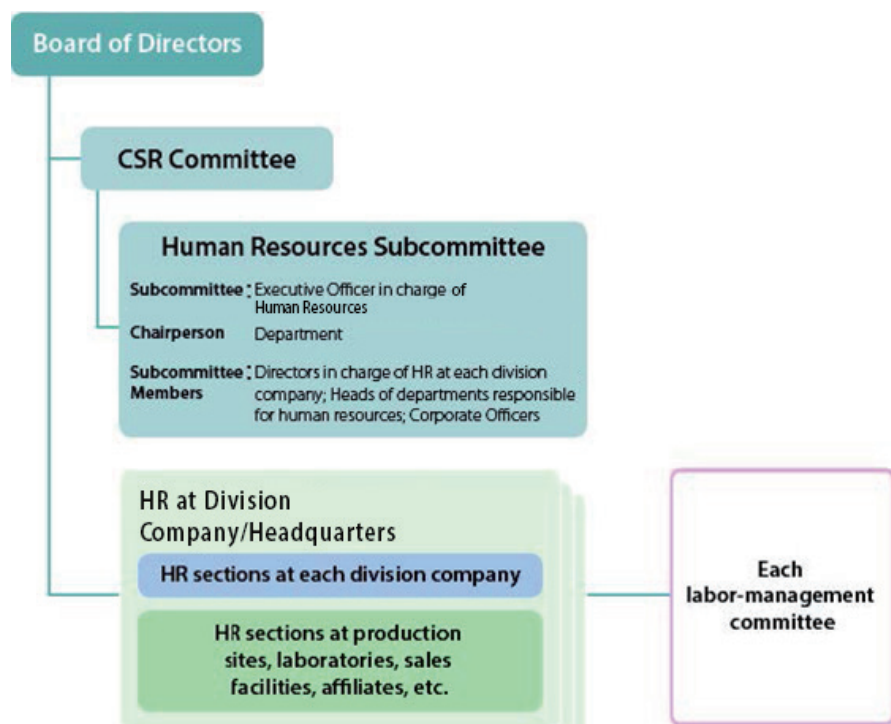 Board of Directors
CSR Committee
Human Resources Subcommittee
Subcommittee : Executive Officer in charge of
Human Resources
Chairperson Department
Subcommittee : Directors in charge of HR at each division
Members company; Heads of departments responsible
for human resources; Corporate Officers
HR at Division
Company/Headquarters
HR sections at each division company
HR sections at production
sites, laboratories, sales
facilities, affiliates, etc.
Each
labor-management
committee